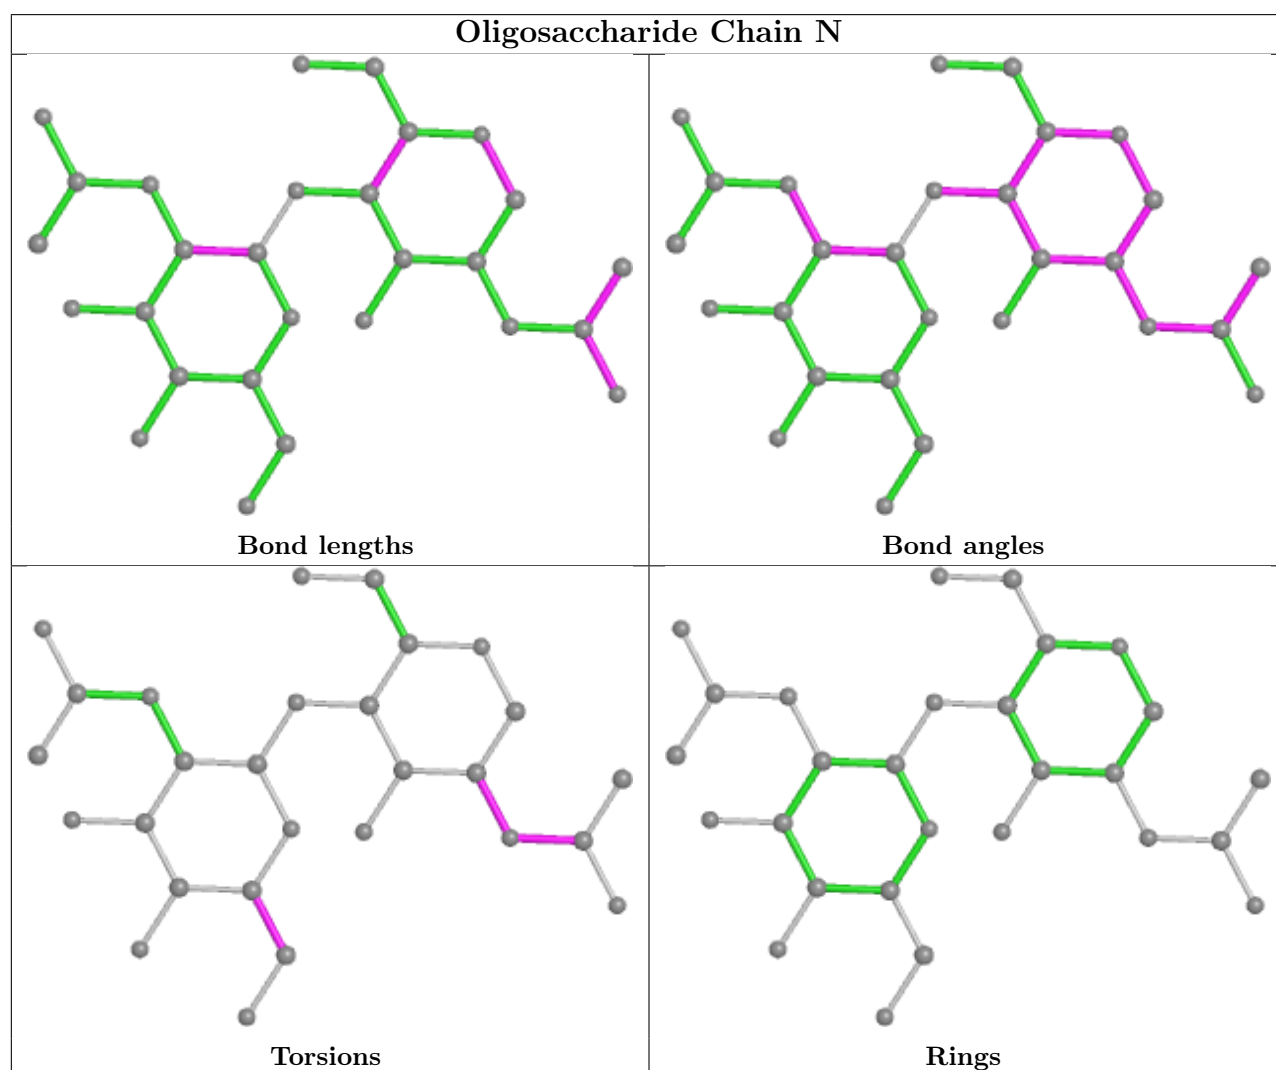 Oligosaccharide Chain N
Bond lengths
Bond angles
Torsions
Rings